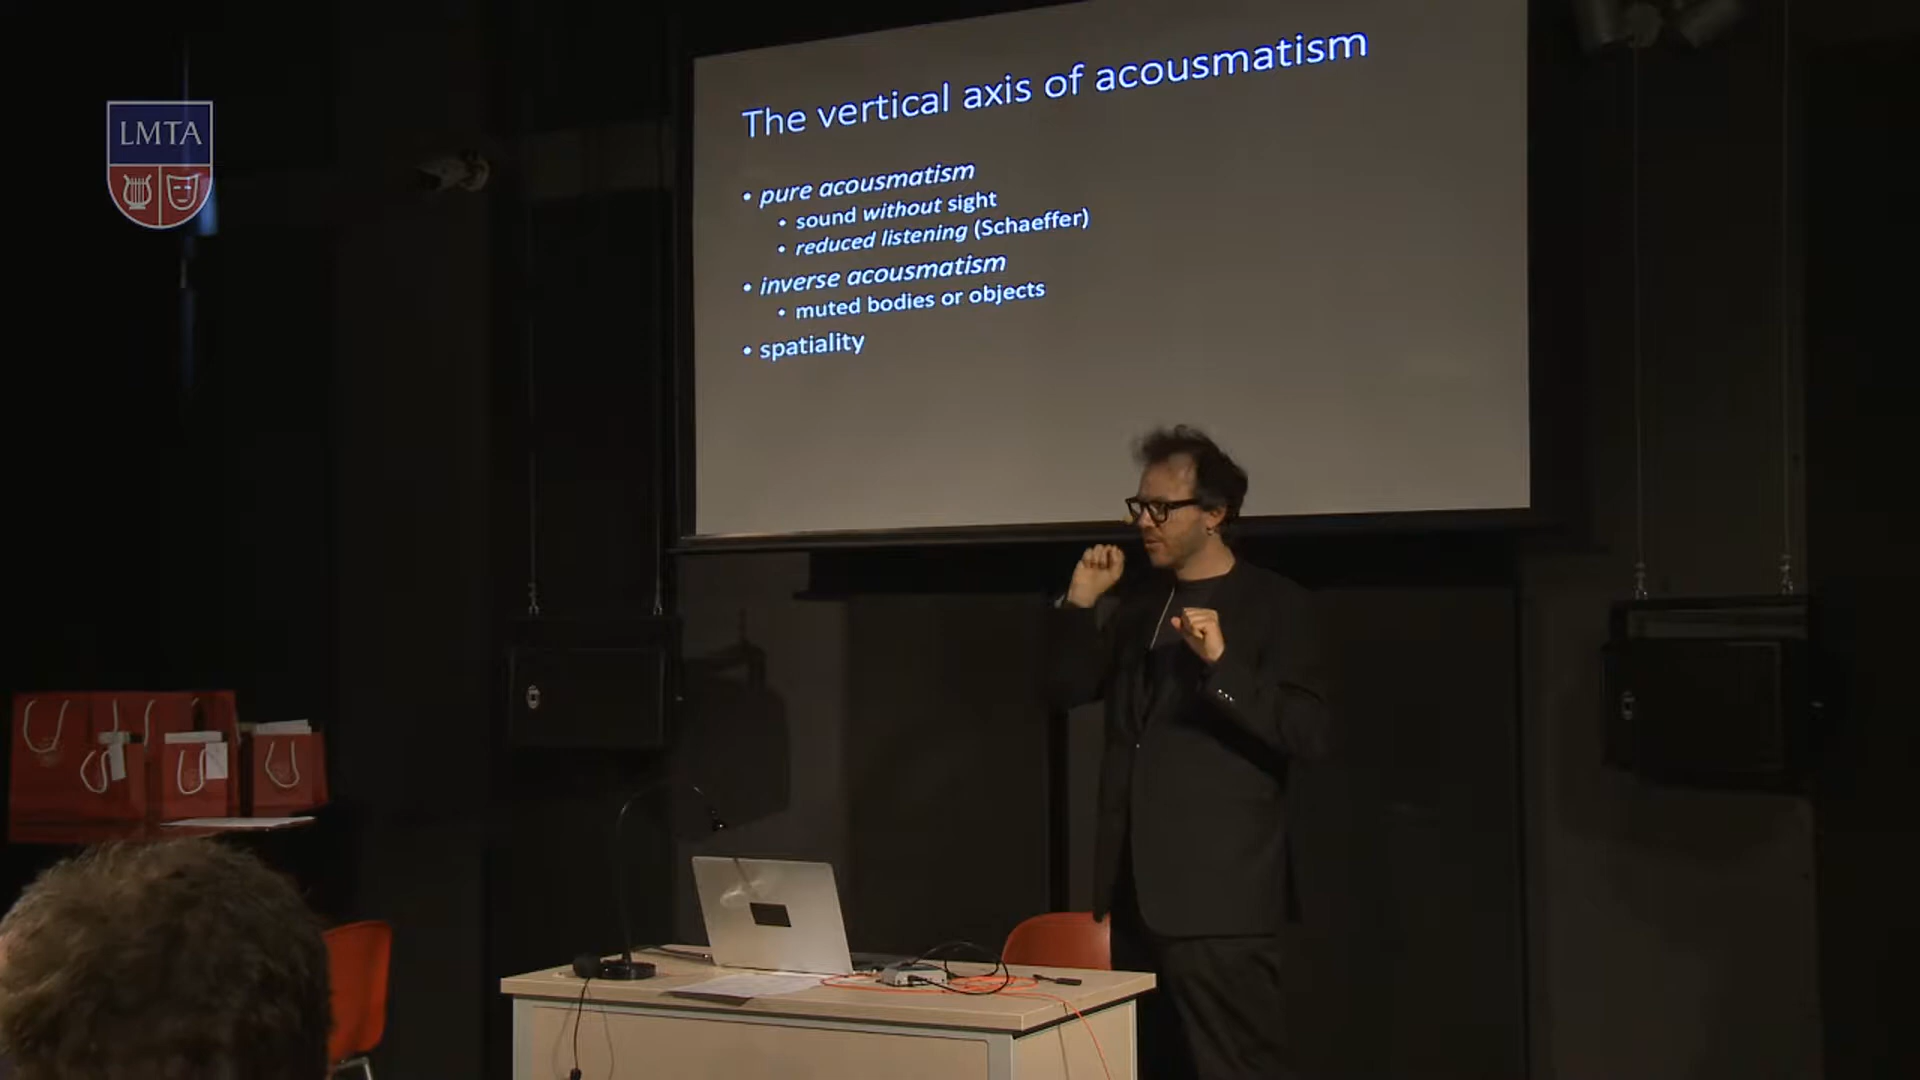 LMTA
The vertical axis of acousmatism
• pure acousmatism
• sound without sight
• reduced listening (Schaeffer)
• inverse acousmatism
• muted bodies or objects
• spatiality